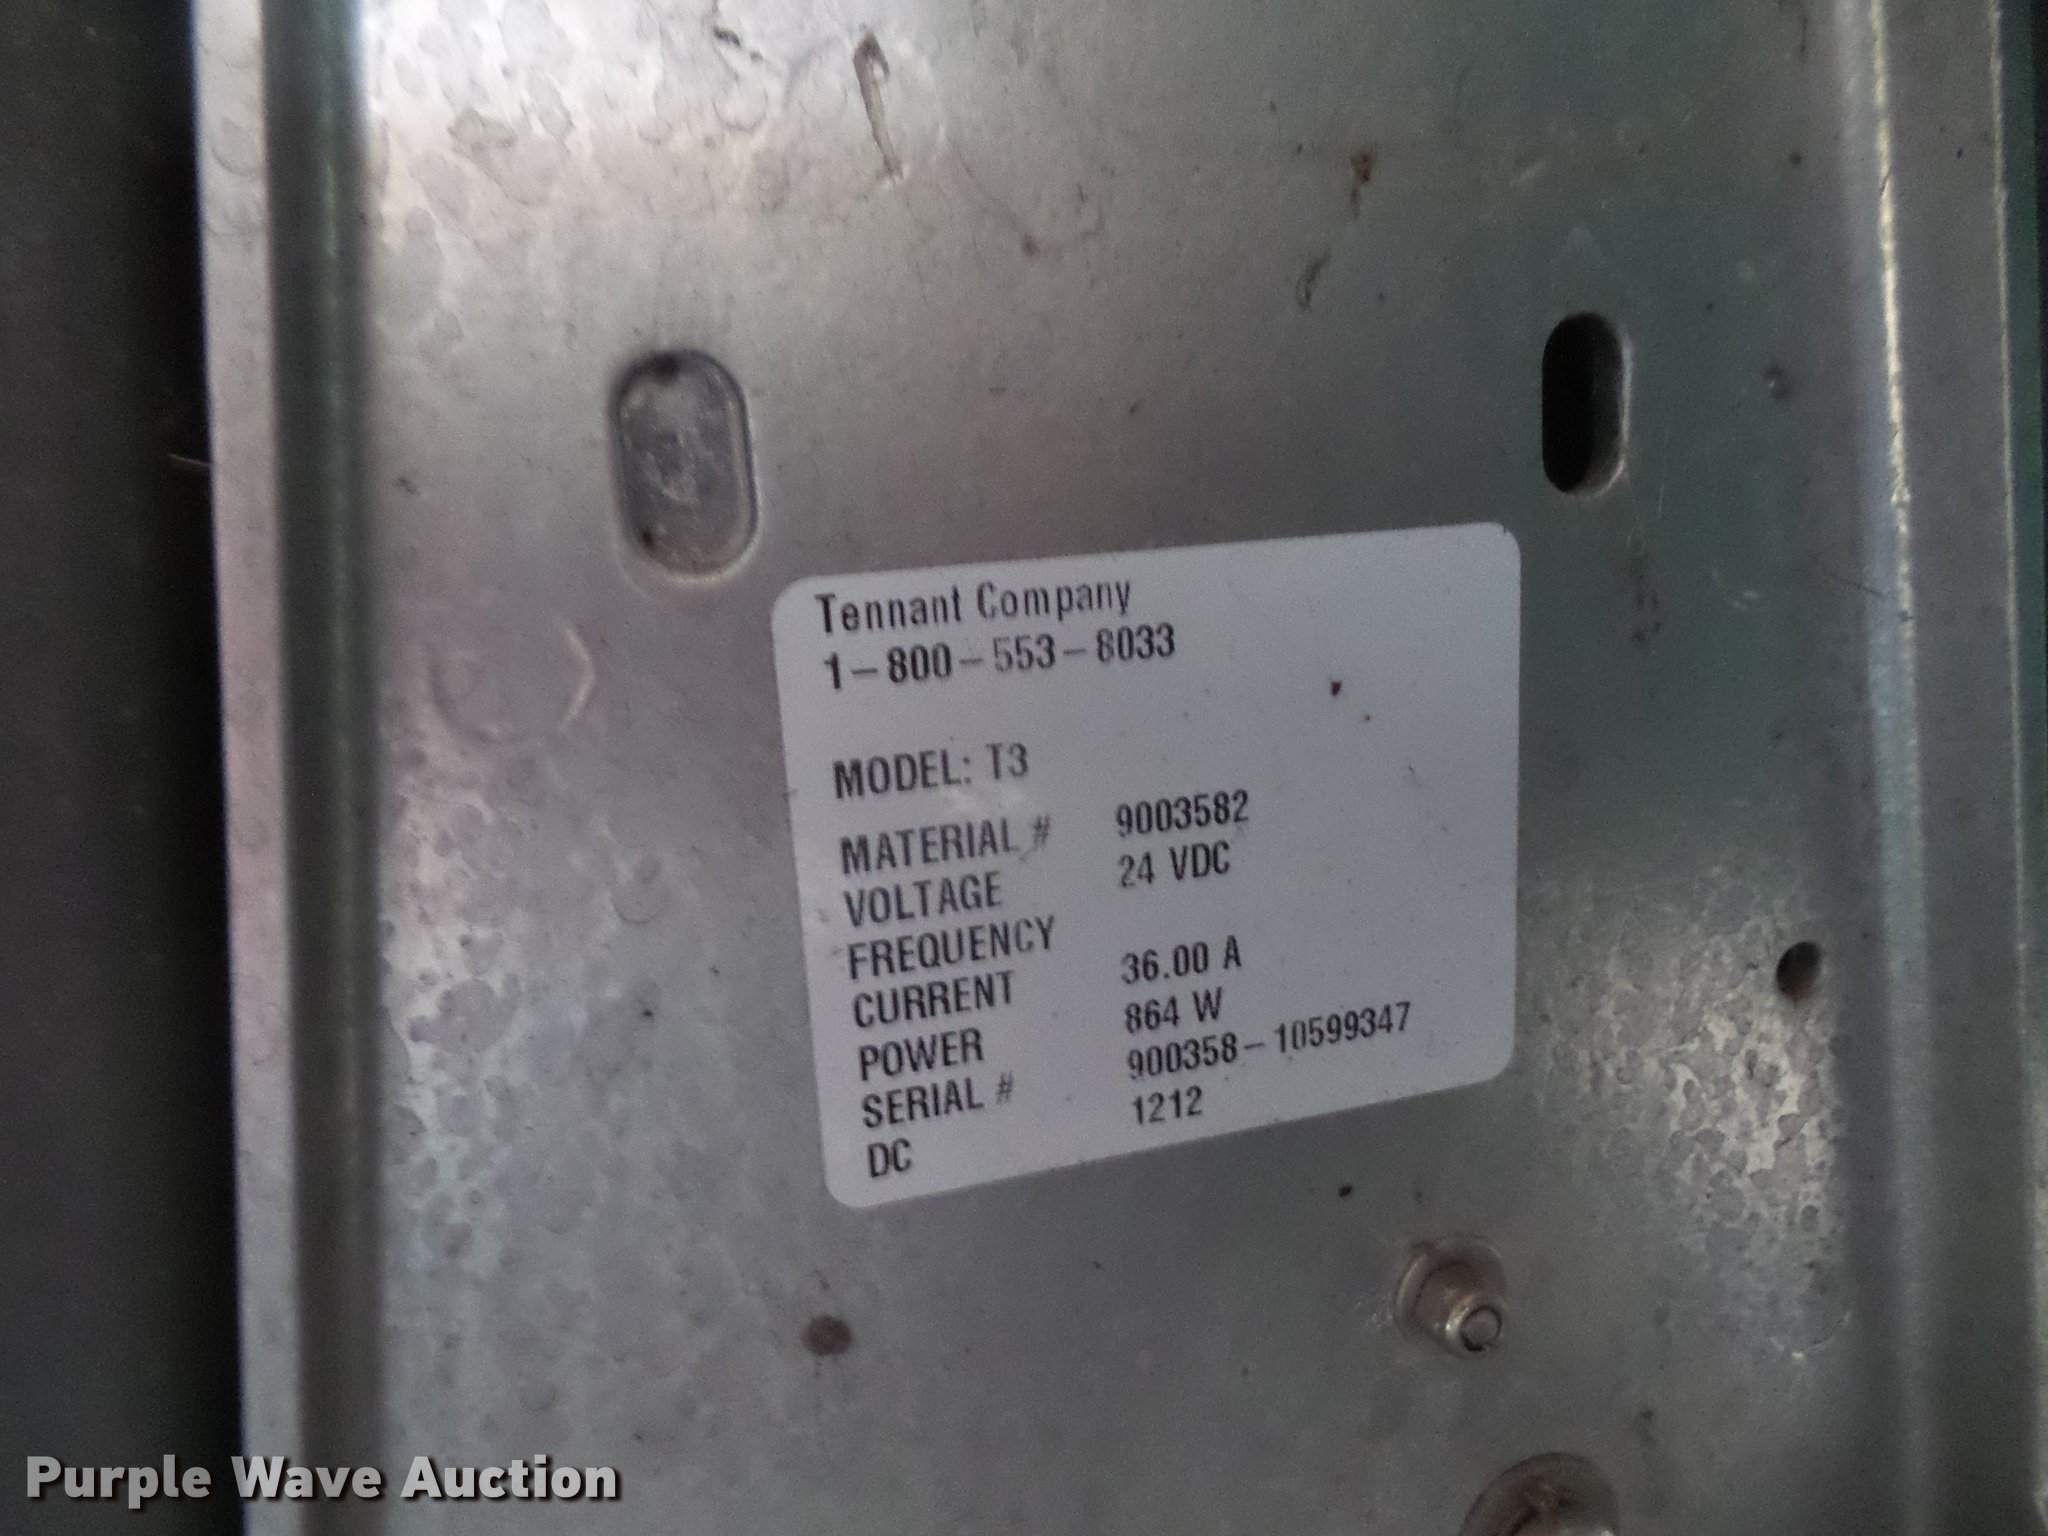 Tennant Company
1-800-553-8033
MODEL: T3
MATERIAL # 9003582
VOLTAGE 24 VDC
FREQUENCY
CURRENT 36.00 A
POWER 864 W
SERIAL # 900358-10599347
DC 1212
Purple Wave Auction